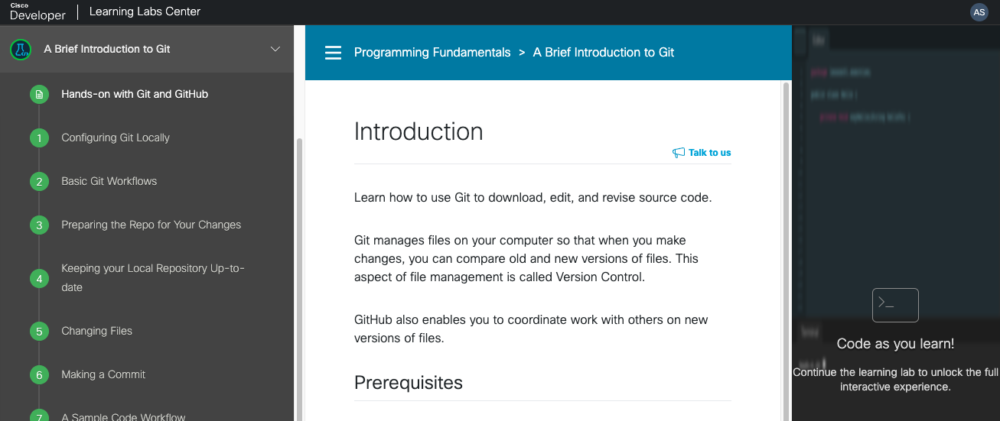 Cisco
Developer
Learning Labs Center
AS
A Brief Introduction to Git
Hands-on with Git and GitHub
1 Configuring Git Locally
2 Basic Git Workflows
3 Preparing the Repo for Your Changes
4 Keeping your Local Repository Up-to-
date
5 Changing Files
6 Making a Commit
7 A Sample Code Workflow
Programming Fundamentals > A Brief Introduction to Git
Introduction
Talk to us
Learn how to use Git to download, edit, and revise source code.
Git manages files on your computer so that when you make
changes, you can compare old and new versions of files. This
aspect of file management is called Version Control.
GitHub also enables you to coordinate work with others on new
versions of files.
Prerequisites
>_
Code as you learn!
Continue the learning lab to unlock the full
interactive experience.